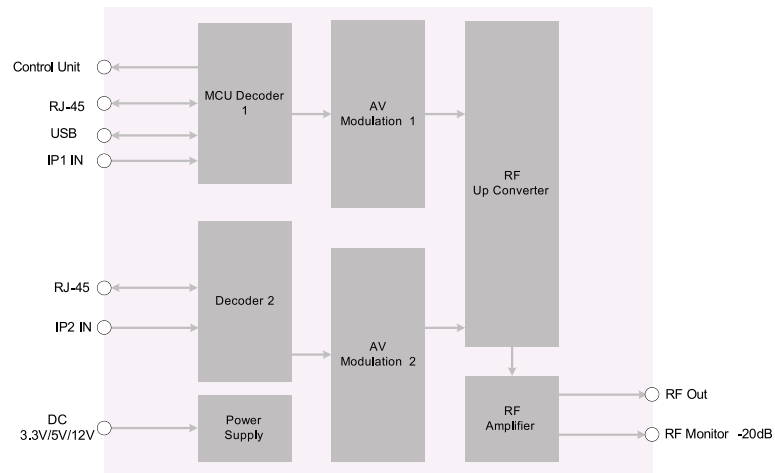 Control Unit
RJ-45
USB
IP1 IN
MCU Decoder
1
AV
Modulation 1
RF
Up Converter
RJ-45
IP2 IN
Decoder 2
AV
Modulation 2
DC
3.3V/5V/12V
Power
Supply
RF
Amplifier
RF Out
RF Monitor -20dB